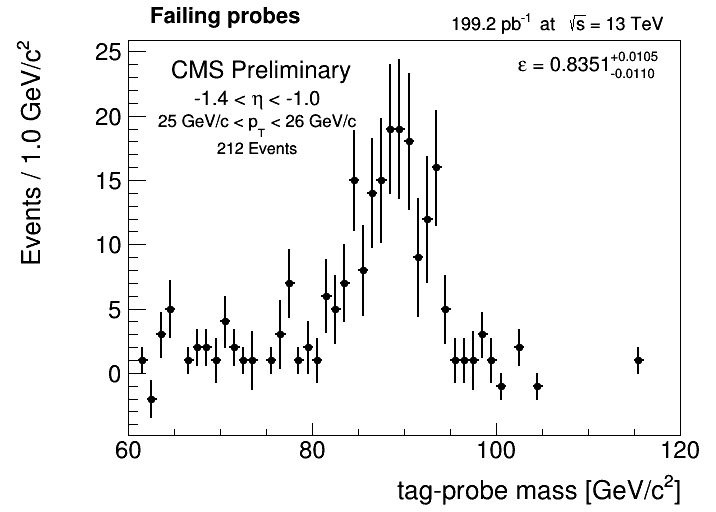 Failing probes
199.2 pb⁻¹ at √s = 13 TeV
CMS Preliminary
-1.4 < η < -1.0
25 GeV/c < p_T < 26 GeV/c
212 Events
ε = 0.8351 +0.0105 -0.0110
Events / 1.0 GeV/c²
25
20
15
10
5
0
60 80 100 120
tag-probe mass [GeV/c²]